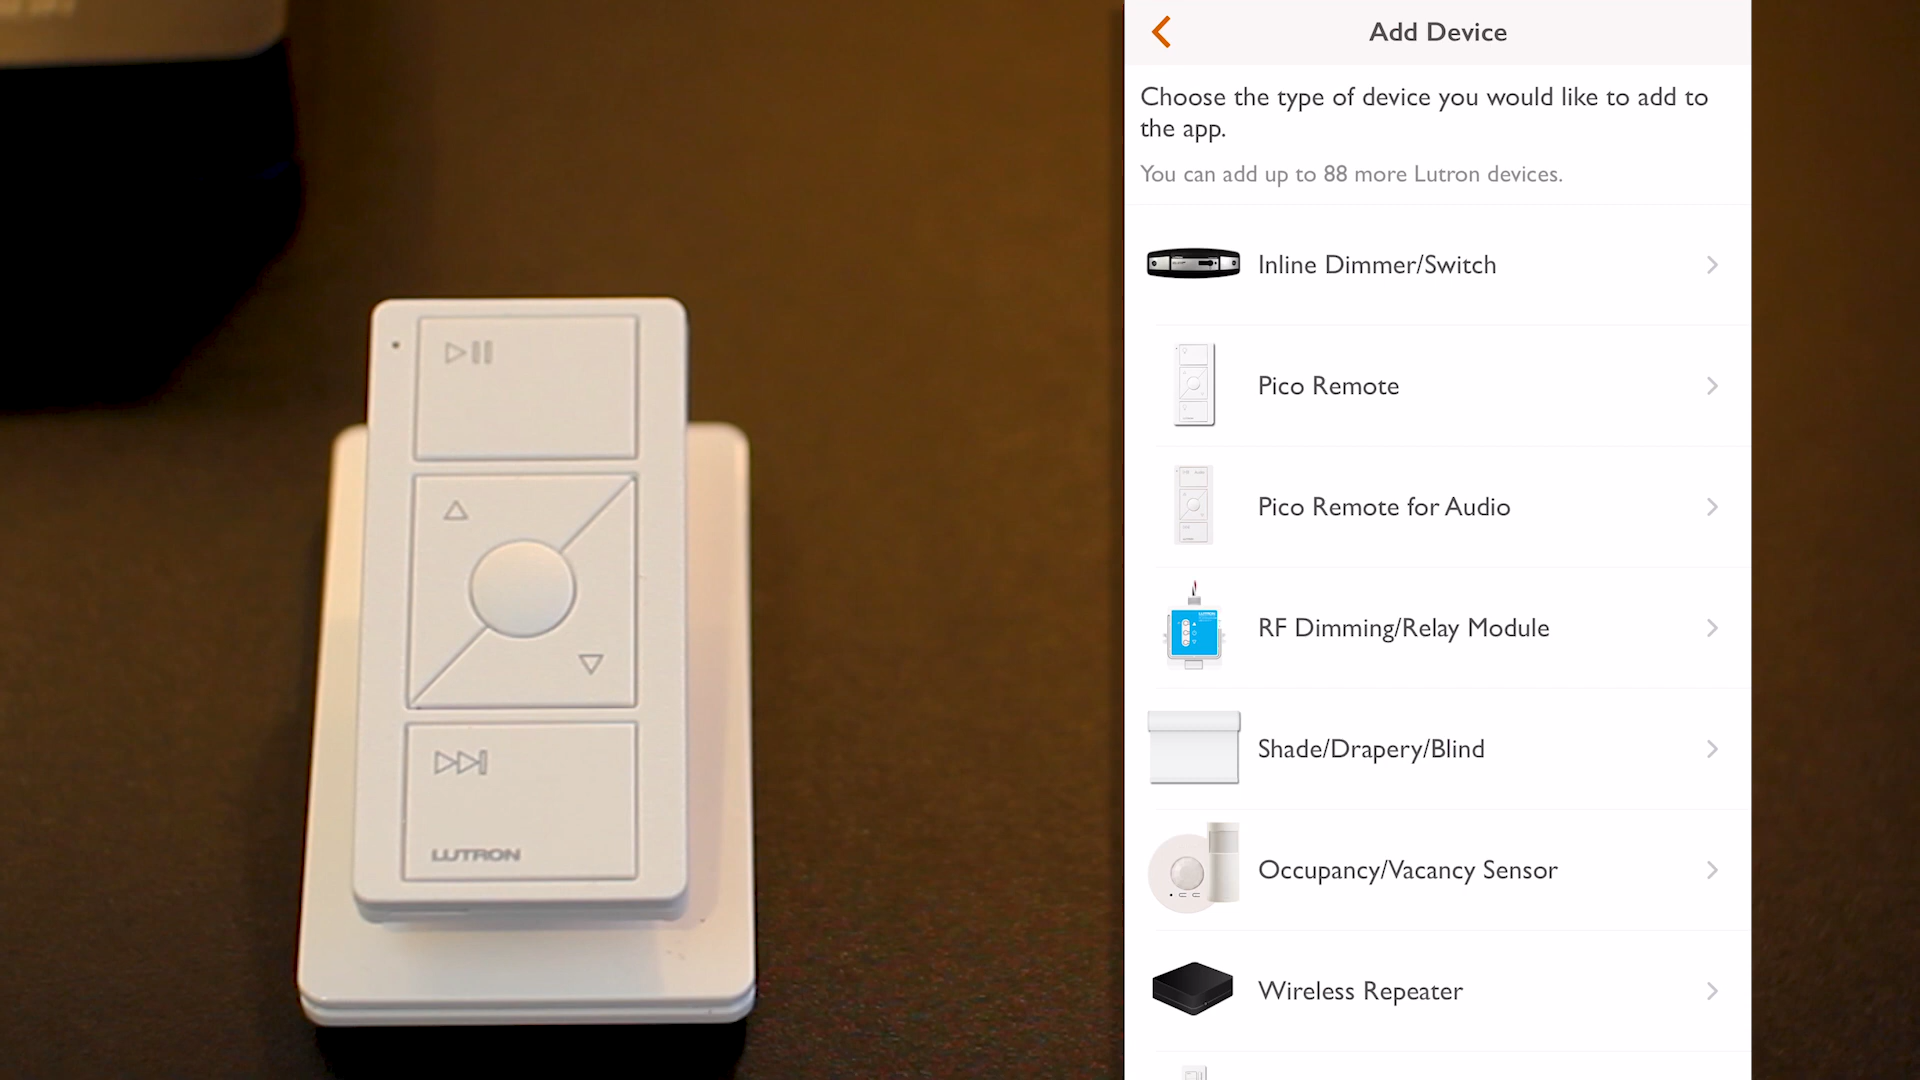 LUTRON
Add Device
Choose the type of device you would like to add to
the app.
You can add up to 88 more Lutron devices.
Inline Dimmer/Switch
Pico Remote
Pico Remote for Audio
RF Dimming/Relay Module
Shade/Drapery/Blind
Occupancy/Vacancy Sensor
Wireless Repeater